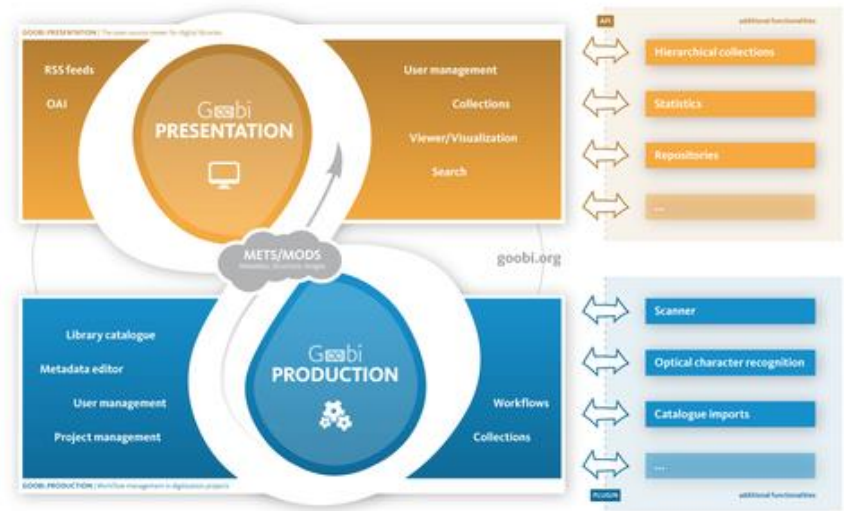 GOOBI.PRESENTATION | The open source viewer for digital libraries
RSS feeds
OAI
Goobi
PRESENTATION
User management
Collections
Viewer/Visualization
Search
API
additional functionalities
Hierarchical collections
Statistics
Repositories
...
METS/MODS
goobi.org
Library catalogue
Metadata editor
User management
Project management
Goobi
PRODUCTION
Workflows
Collections
GOOBI.PRODUCTION | Workflow management in digitisation projects
Scanner
Optical character recognition
Catalogue imports
...
PLUGIN
additional functionalities